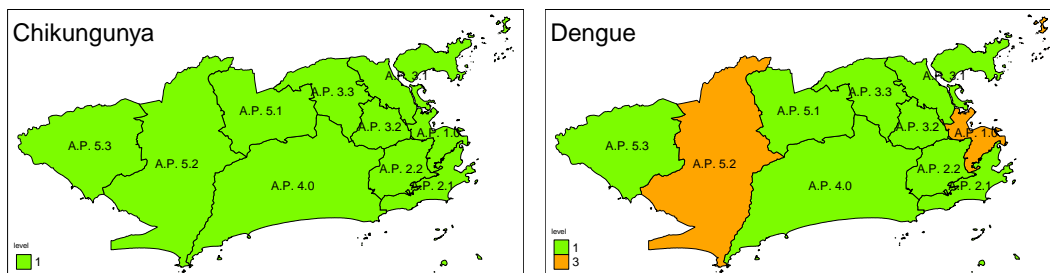 Chikungunya
A.P. 3.1
A.P. 3.3
A.P. 5.1
A.P. 3.2
A.P. 1.0
A.P. 5.3
A.P. 5.2
A.P. 2.2
A.P. 4.0
A.P. 2.1
level
1
Dengue
A.P. 3.1
A.P. 3.3
A.P. 5.1
A.P. 3.2
A.P. 1.0
A.P. 5.3
A.P. 5.2
A.P. 2.2
A.P. 4.0
A.P. 2.1
level
1
3